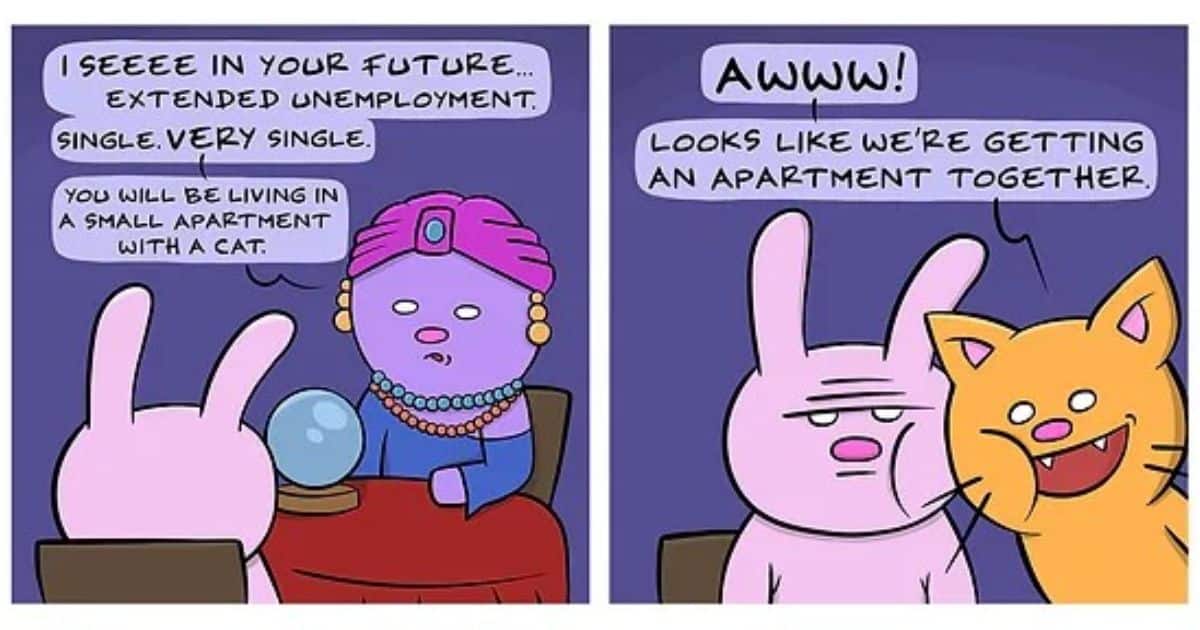 I SEEEE IN YOUR FUTURE...
EXTENDED UNEMPLOYMENT.
SINGLE. VERY SINGLE.
YOU WILL BE LIVING IN
A SMALL APARTMENT
WITH A CAT.
AWWW!
LOOKS LIKE WE'RE GETTING
AN APARTMENT TOGETHER.